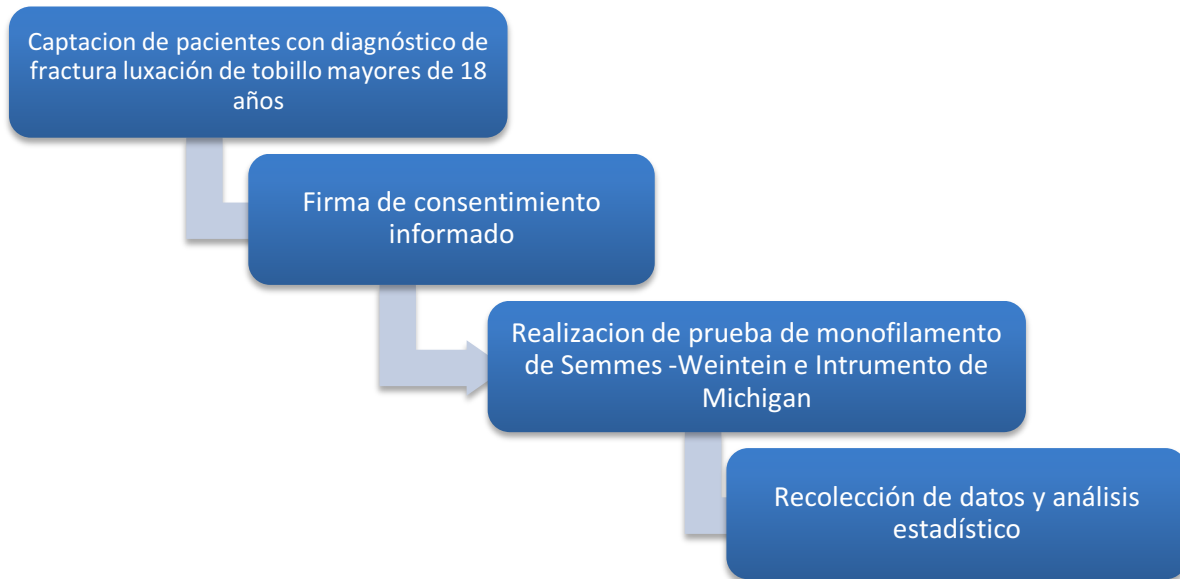 Captacion de pacientes con diagnóstico de
fractura luxación de tobillo mayores de 18
años
Firma de consentimiento
informado
Realizacion de prueba de monofilamento
de Semmes -Weintein e Intrumento de
Michigan
Recolección de datos y análisis
estadístico